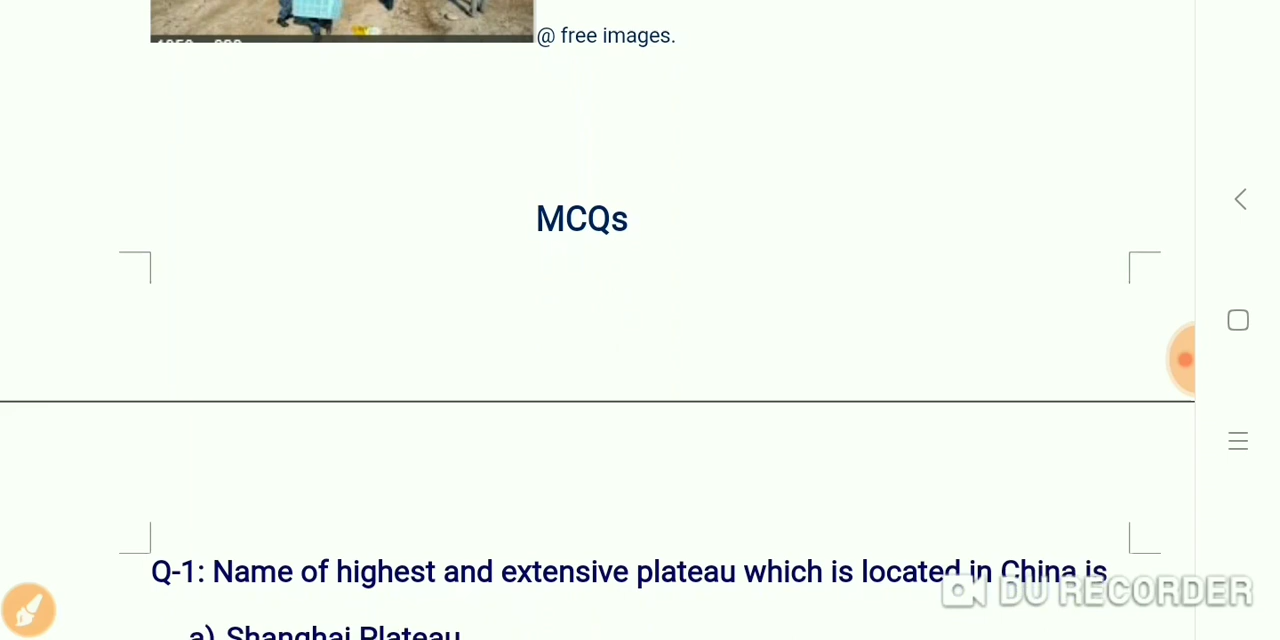 @ free images.
MCQs
Q-1: Name of highest and extensive plateau which is located in China is
DU RECORDER
a) Shanghai Plateau